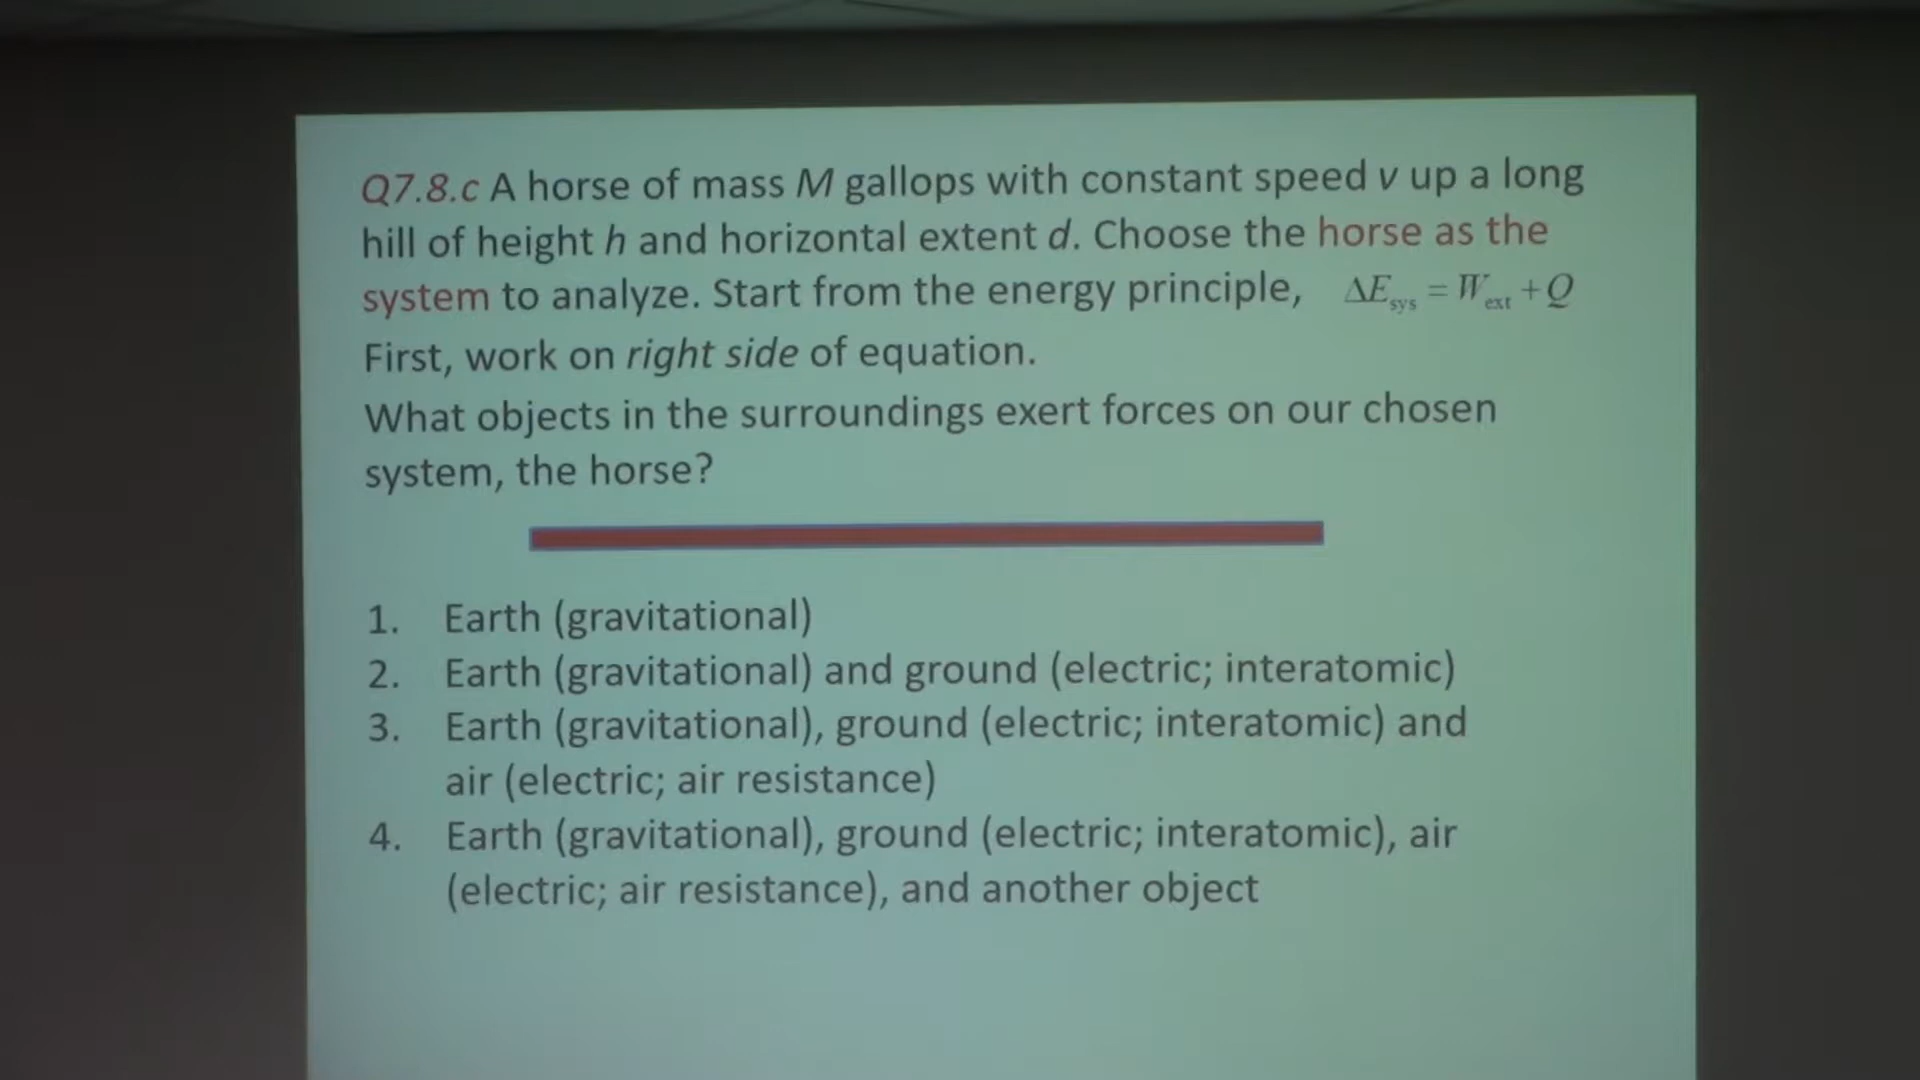 Q7.8.c A horse of mass M gallops with constant speed v up a long
hill of height h and horizontal extent d. Choose the horse as the
system to analyze. Start from the energy principle, ΔEsys = Wext + Q
First, work on right side of equation.
What objects in the surroundings exert forces on our chosen
system, the horse?
1. Earth (gravitational)
2. Earth (gravitational) and ground (electric; interatomic)
3. Earth (gravitational), ground (electric; interatomic) and
air (electric; air resistance)
4. Earth (gravitational), ground (electric; interatomic), air
(electric; air resistance), and another object